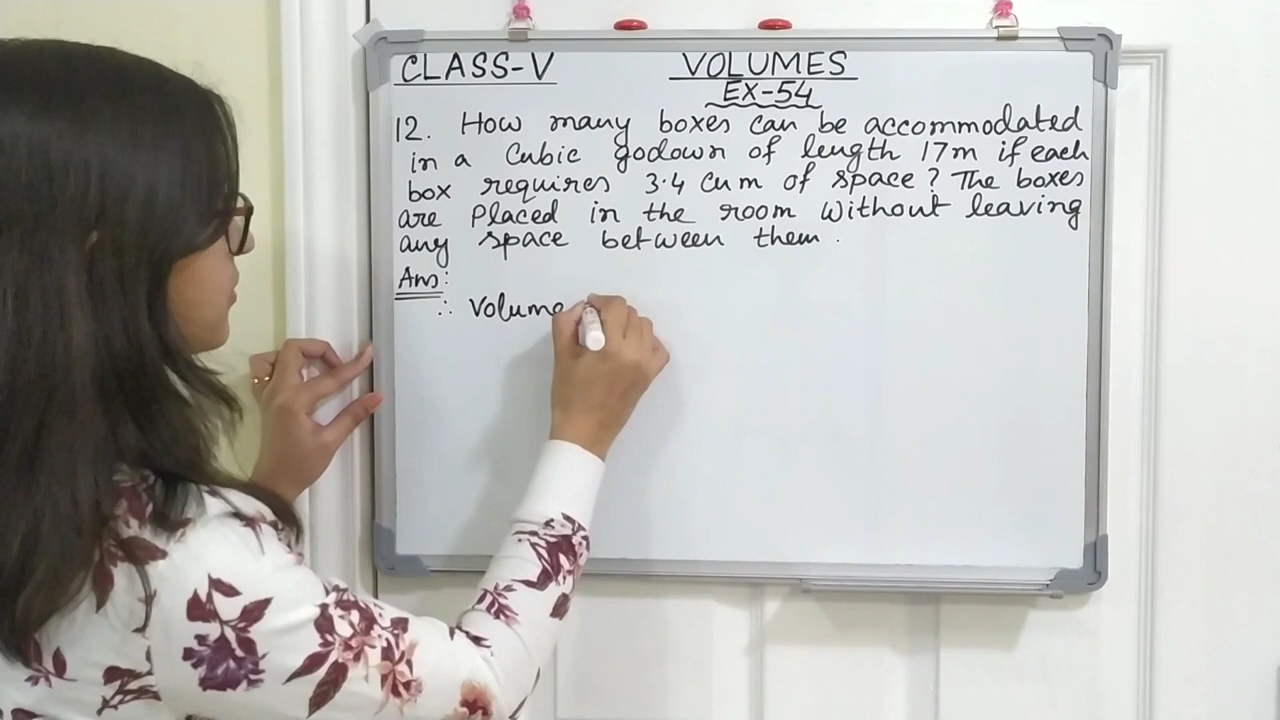 CLASS-V VOLUMES
EX-54
12. How many boxes can be accommodated
in a Cubic godown of length 17m if each
box requires 3.4 cu m of space? The boxes
are Placed in the room without leaving
any space between them.
Ans:
∴ Volume